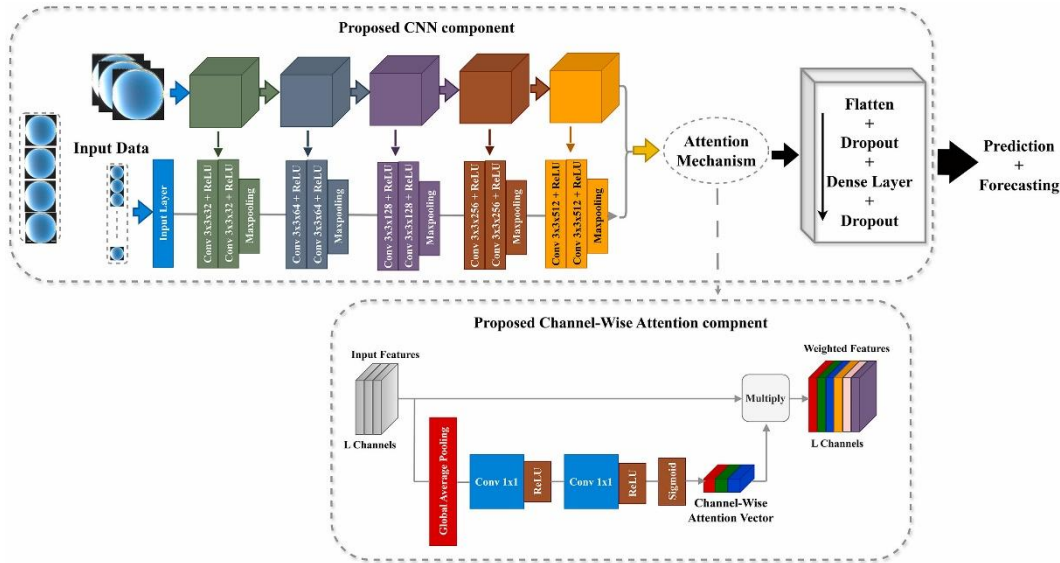 Proposed CNN component
Input Data
Input Layer
Conv 3x3x32 + ReLU
Conv 3x3x32 + ReLU
Maxpooling
Conv 3x3x64 + ReLU
Conv 3x3x64 + ReLU
Maxpooling
Conv 3x3x128 + ReLU
Conv 3x3x128 + ReLU
Maxpooling
Conv 3x3x256 + ReLU
Conv 3x3x256 + ReLU
Maxpooling
Conv 3x3x512 + ReLU
Conv 3x3x512 + ReLU
Maxpooling
Attention
Mechanism
Flatten
+
Dropout
+
Dense Layer
+
Dropout
Prediction
+
Forecasting
Proposed Channel-Wise Attention compnent
Input Features
L Channels
Global Average Pooling
Conv 1x1
ReLU
Conv 1x1
ReLU
Sigmoid
Channel-Wise
Attention Vector
Multiply
Weighted Features
L Channels